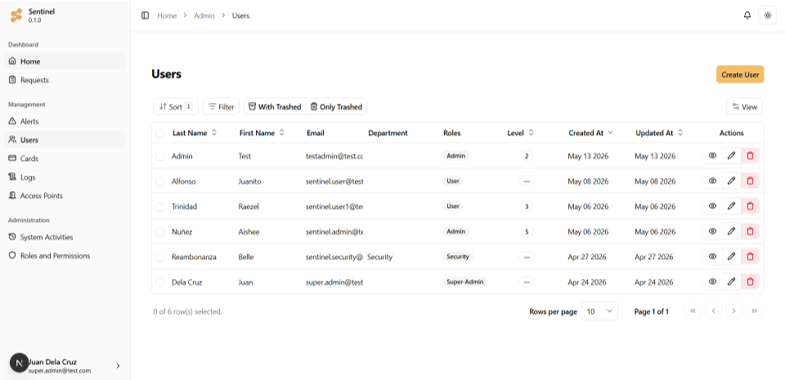 Sentinel
0.1.0
Home > Admin > Users
Dashboard
Home
Requests
Management
Alerts
Users
Cards
Logs
Access Points
Administration
System Activities
Roles and Permissions
N
Juan Dela Cruz
super.admin@test.com
Users
Create User
Sort 1 Filter With Trashed Only Trashed View
Last Name First Name Email Department Roles Level Created At Updated At Actions
Admin Test testadmin@test.cc Admin 2 May 13 2026 May 13 2026
Alfonso Juanito sentinel.user@test User — May 08 2026 May 08 2026
Trinidad Raezel sentinel.user1@te User 3 May 06 2026 May 06 2026
Nuñez Aishee sentinel.admin@t Admin 5 May 06 2026 May 06 2026
Reambonanza Belle sentinel.security@ Security Security — Apr 27 2026 Apr 27 2026
Dela Cruz Juan super.admin@test Super-Admin — Apr 24 2026 Apr 24 2026
0 of 6 row(s) selected.
Rows per page 10 Page 1 of 1